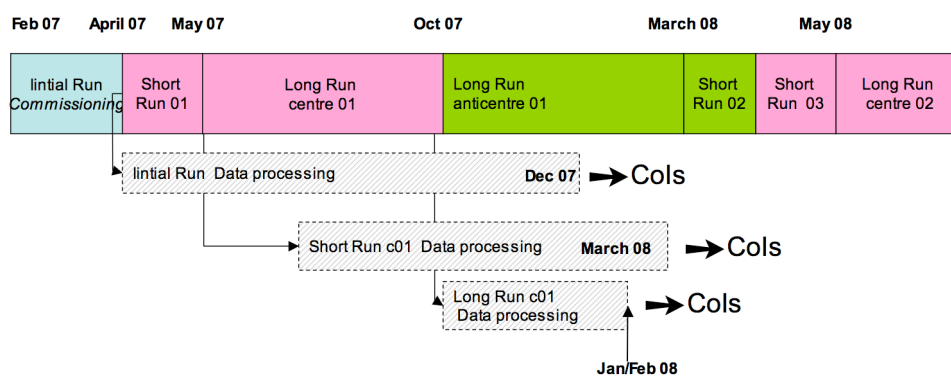 Feb 07
April 07
May 07
Oct 07
March 08
May 08
Iintial Run
Commissioning
Short
Run 01
Long Run
centre 01
Long Run
anticentre 01
Short
Run 02
Short
Run 03
Long Run
centre 02
Iintial Run Data processing
Dec 07
CoIs
Short Run c01 Data processing
March 08
CoIs
Long Run c01
Data processing
CoIs
Jan/Feb 08